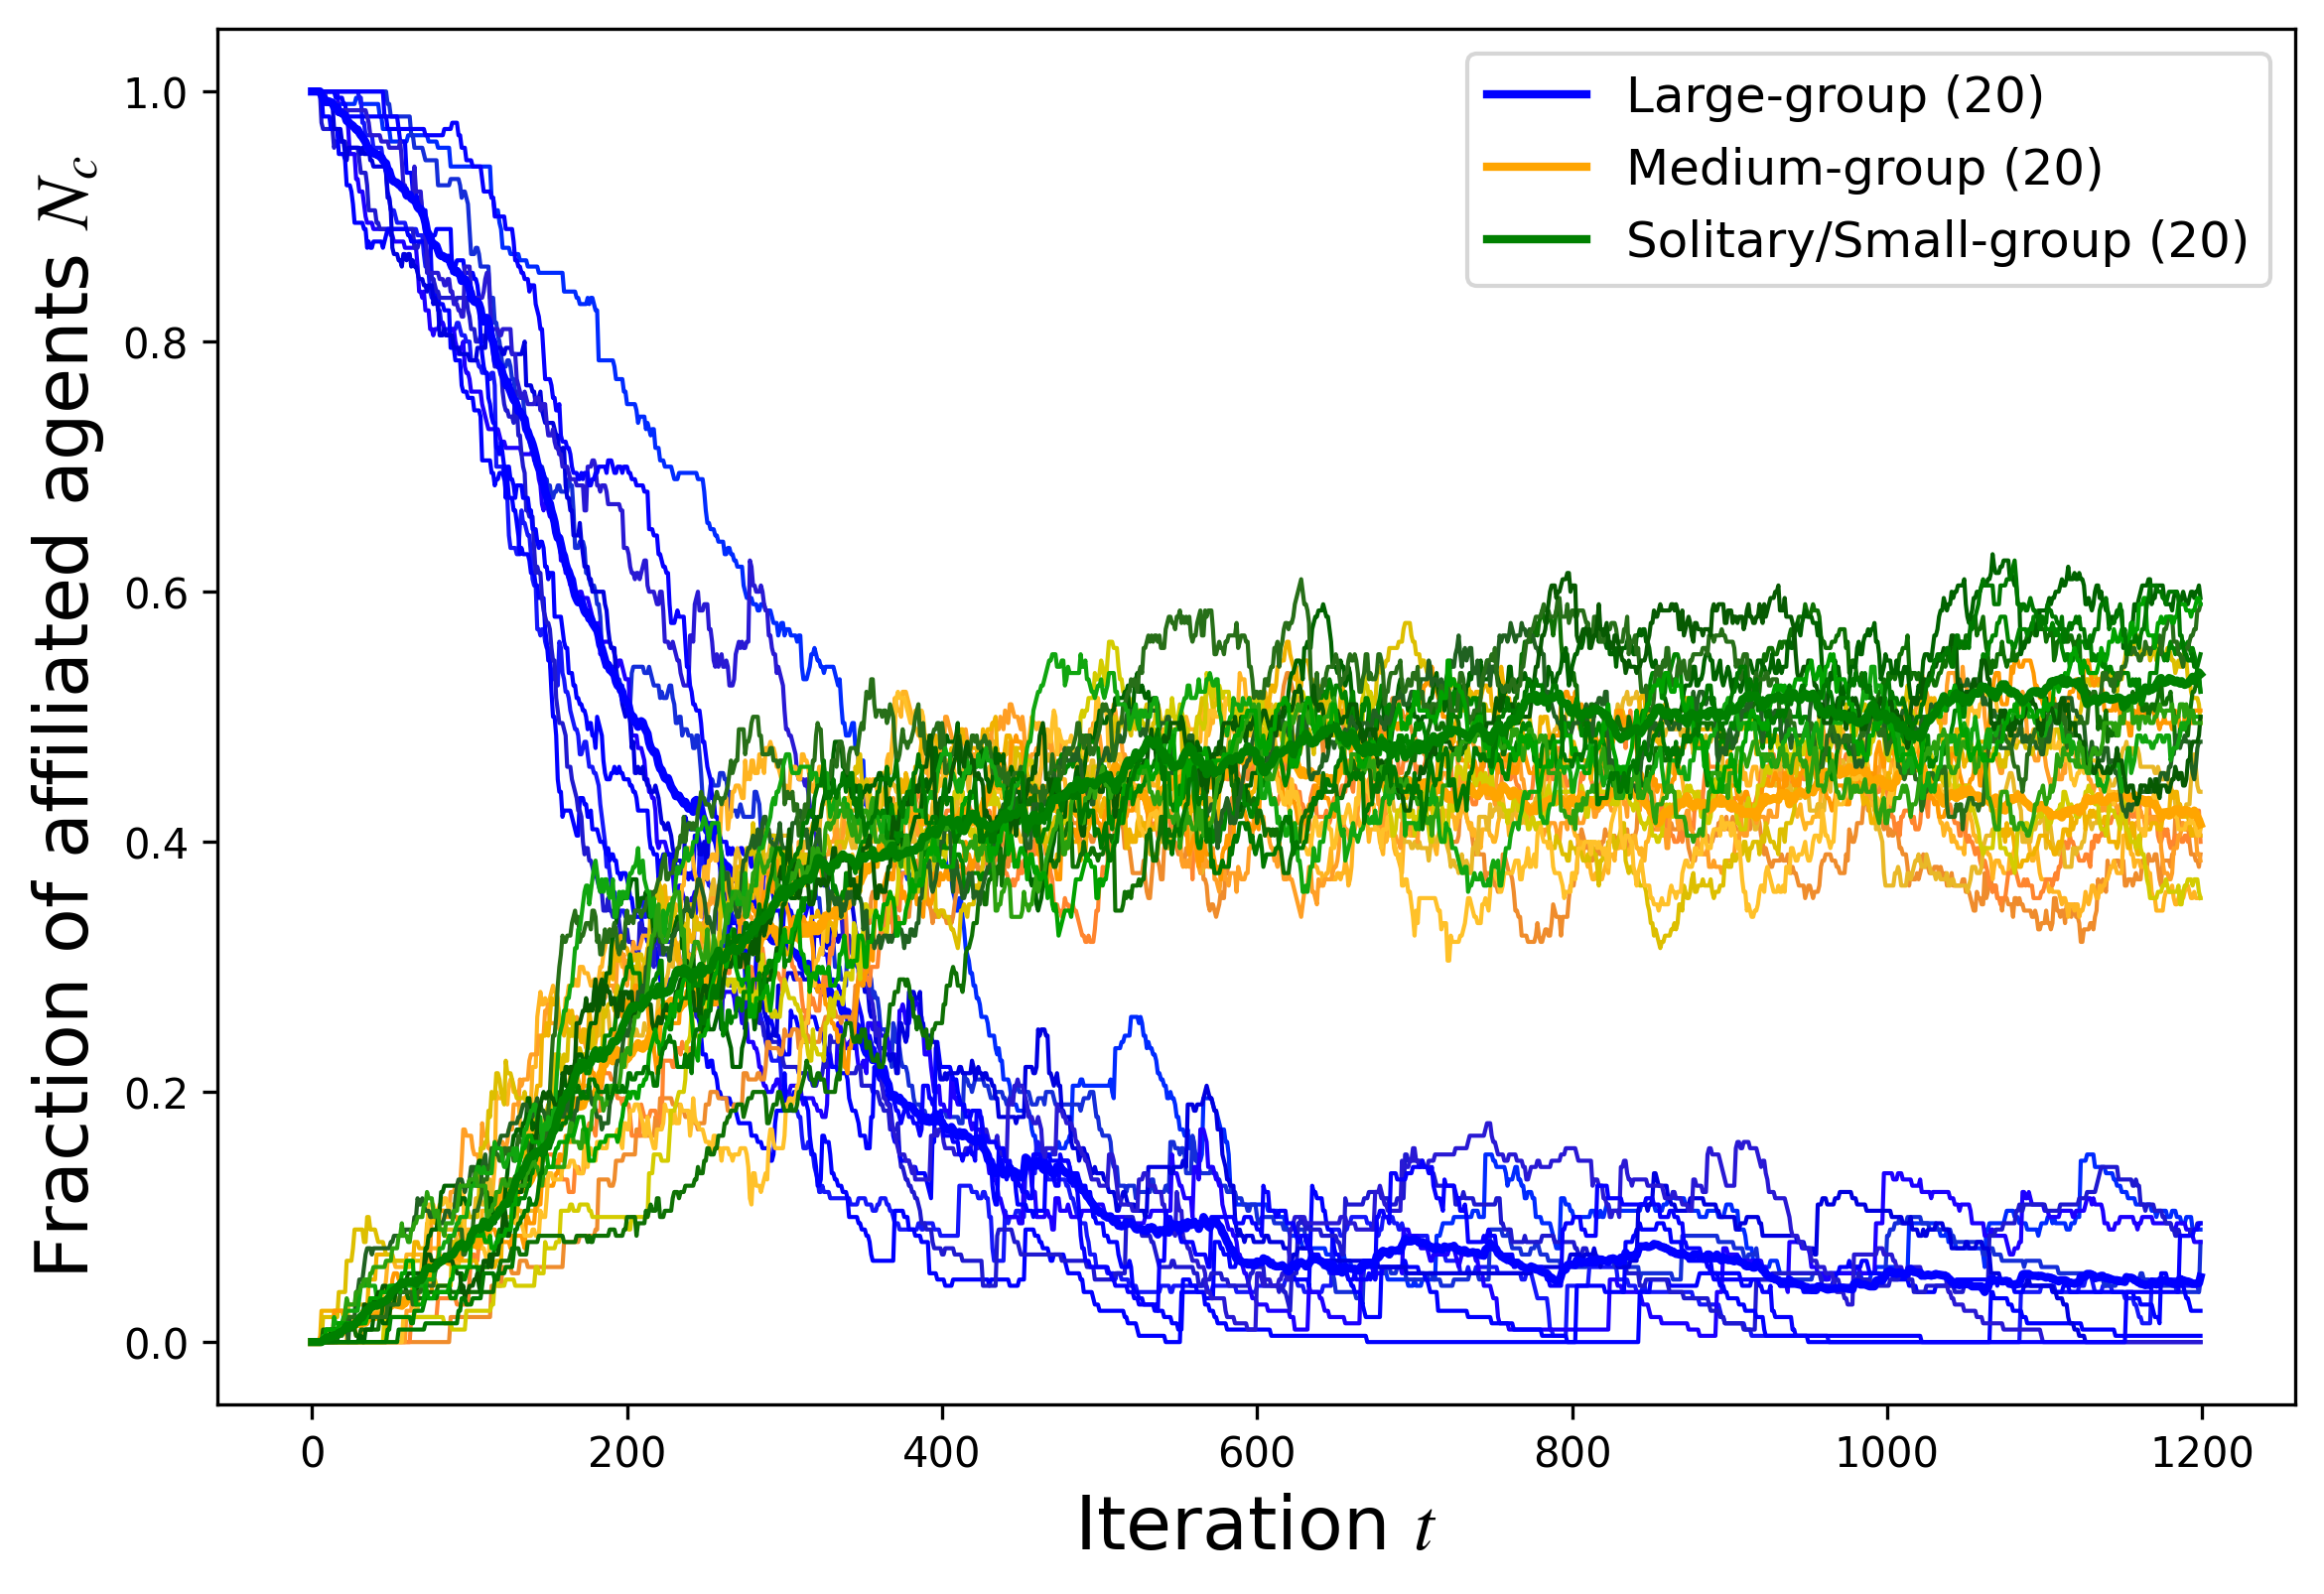 Large-group (20)
Medium-group (20)
Solitary/Small-group (20)
Fraction of affiliated agents N_c
1.0
0.8
0.6
0.4
0.2
0.0
0 200 400 600 800 1000 1200
Iteration t